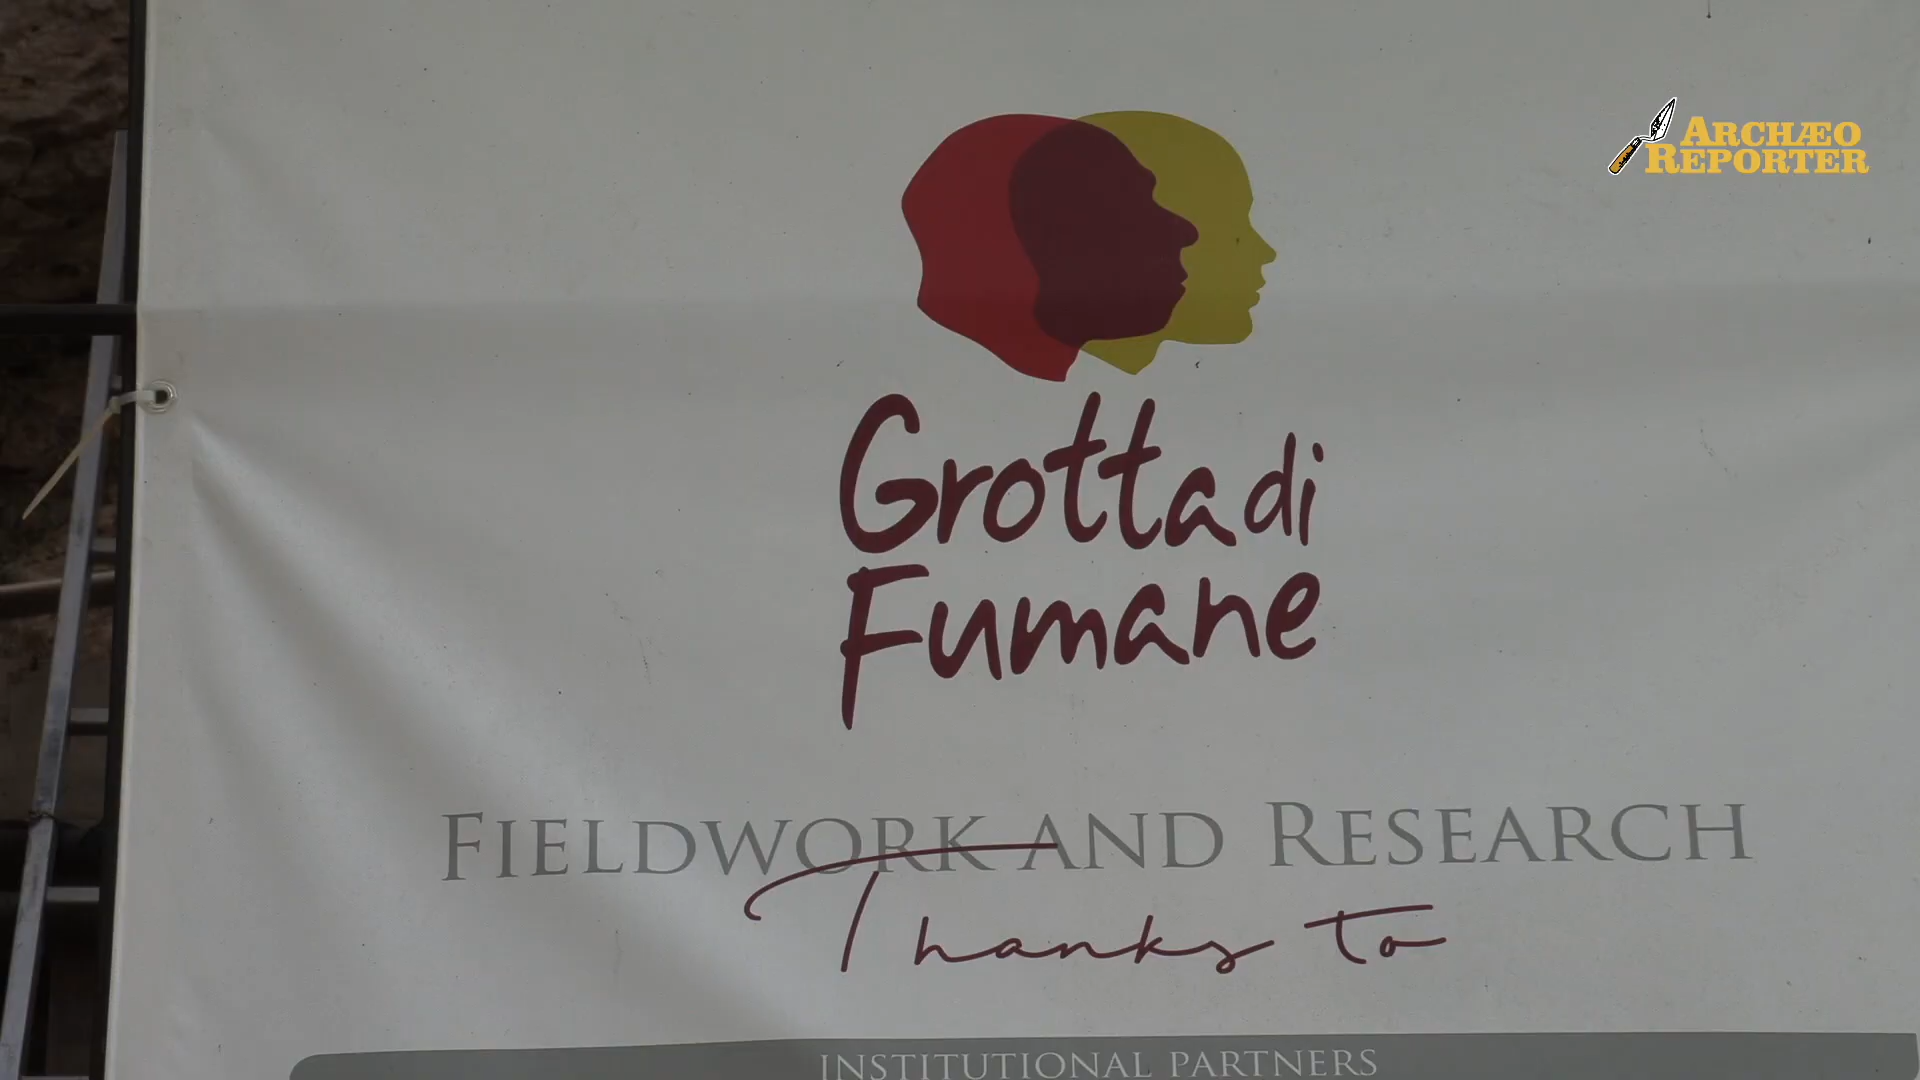 ARCHÆO
REPORTER
Grotta di
Fumane
FIELDWORK AND RESEARCH
Thanks to
INSTITUTIONAL PARTNERS